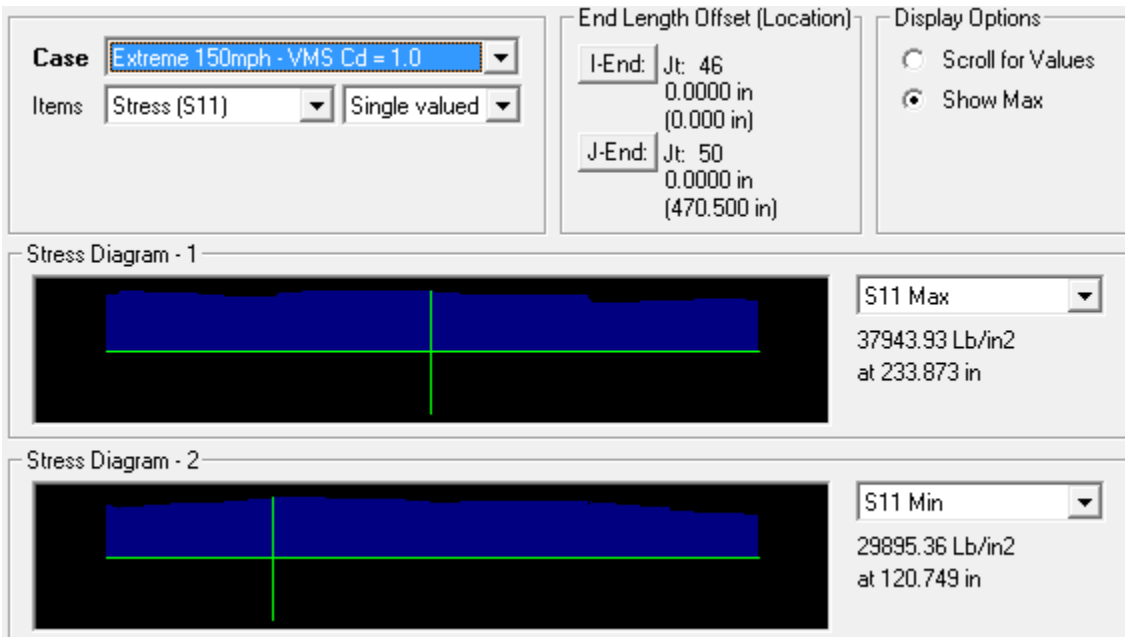 Case Extreme 150mph - VMS Cd = 1.0
Items Stress (S11) Single valued
End Length Offset (Location)
I-End: Jt: 46
0.0000 in
(0.000 in)
J-End: Jt: 50
0.0000 in
(470.500 in)
Display Options
Scroll for Values
Show Max
Stress Diagram - 1
S11 Max
37943.93 Lb/in2
at 233.873 in
Stress Diagram - 2
S11 Min
29895.36 Lb/in2
at 120.749 in